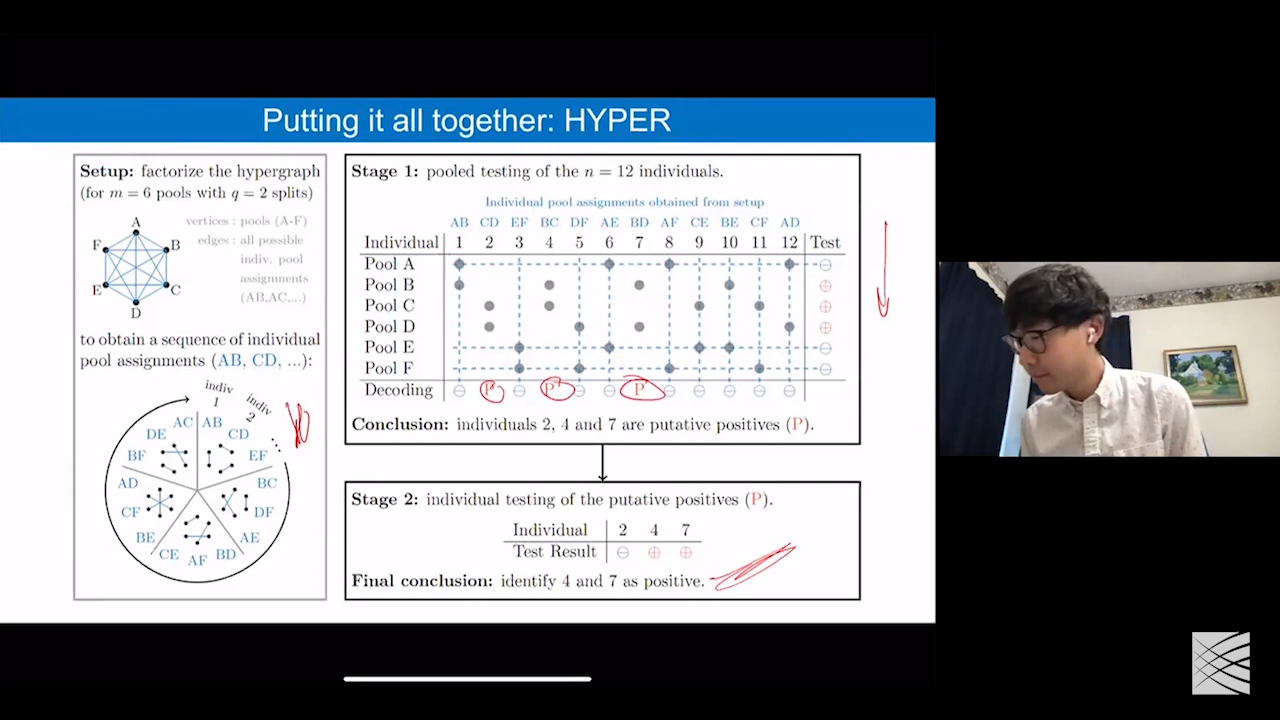 Putting it all together: HYPER
Setup: factorize the hypergraph
(for m = 6 pools with q = 2 splits)
A
F B
E C
D
vertices : pools (A-F)
edges : all possible
indiv. pool
assignments
(AB,AC,...)
to obtain a sequence of individual
pool assignments (AB, CD, ...):
indiv
1
indiv
2
...
AC AB
DE CD
BF EF
AD BC
CF DF
BE AE
CE AF BD
Stage 1: pooled testing of the n = 12 individuals.
Individual pool assignments obtained from setup
AB CD EF BC DF AE BD AF CE BE CF AD
Individual 1 2 3 4 5 6 7 8 9 10 11 12 Test
Pool A ⊖
Pool B ⊕
Pool C ⊕
Pool D ⊕
Pool E ⊖
Pool F ⊖
Decoding ⊖ P ⊖ P ⊖ ⊖ P ⊖ ⊖ ⊖ ⊖ ⊖
Conclusion: individuals 2, 4 and 7 are putative positives (P).
Stage 2: individual testing of the putative positives (P).
Individual 2 4 7
Test Result ⊖ ⊕ ⊕
Final conclusion: identify 4 and 7 as positive.